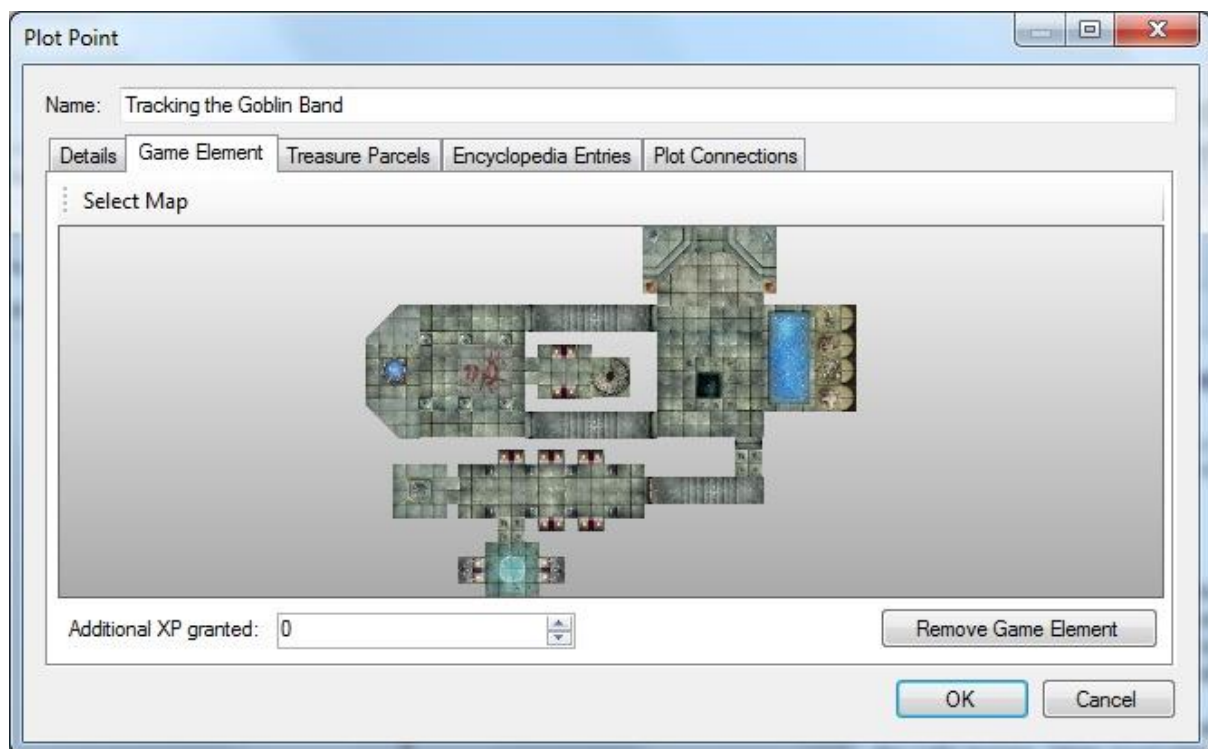 Plot Point
Name: Tracking the Goblin Band
Details Game Element Treasure Parcels Encyclopedia Entries Plot Connections
Select Map
Additional XP granted: 0 Remove Game Element
OK Cancel